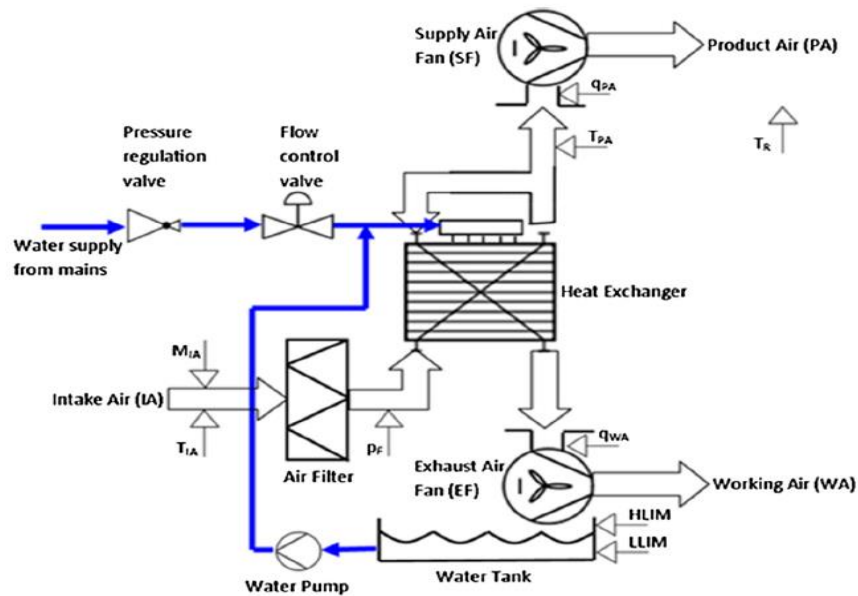 Supply Air
Fan (SF)
Product Air (PA)
qPA
TPA
TR
Pressure
regulation
valve
Flow
control
valve
Water supply
from mains
Heat Exchanger
MIA
Intake Air (IA)
TIA
pF
Air Filter
qWA
Exhaust Air
Fan (EF)
Working Air (WA)
HLIM
LLIM
Water Pump
Water Tank